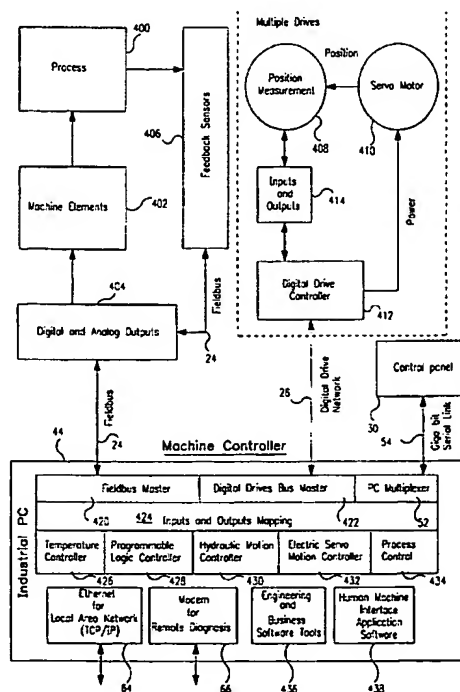 400
Process
406
Feedback Sensors
Machine Elements
402
404
Digital and Analog Outputs
Fieldbus
24
Fieldbus
24
Multiple Drives
Position
Position
Measurement
Servo Motor
408
410
Inputs
and
Outputs
414
Power
Digital Drive
Controller
412
Digital Drive
Network
Control panel
30
54
Giga bit
Serial Link
44
Machine Controller
Industrial PC
Fieldbus Master
Digital Drives Bus Master
PC Multiplexer
420
424
Inputs and Outputs Mapping
422
52
Temperature
Controller
Programmable
Logic Controller
Hydraulic Motion
Controller
Electric Servo
Motion Controller
Process
Control
426
428
430
432
434
Ethernet
for
Local Area Network
(TCP/IP)
Modem
for
Remote Diagnosis
Engineering
and
Business
Software Tools
Human Machine
Interface
Application
Software
64
66
436
438